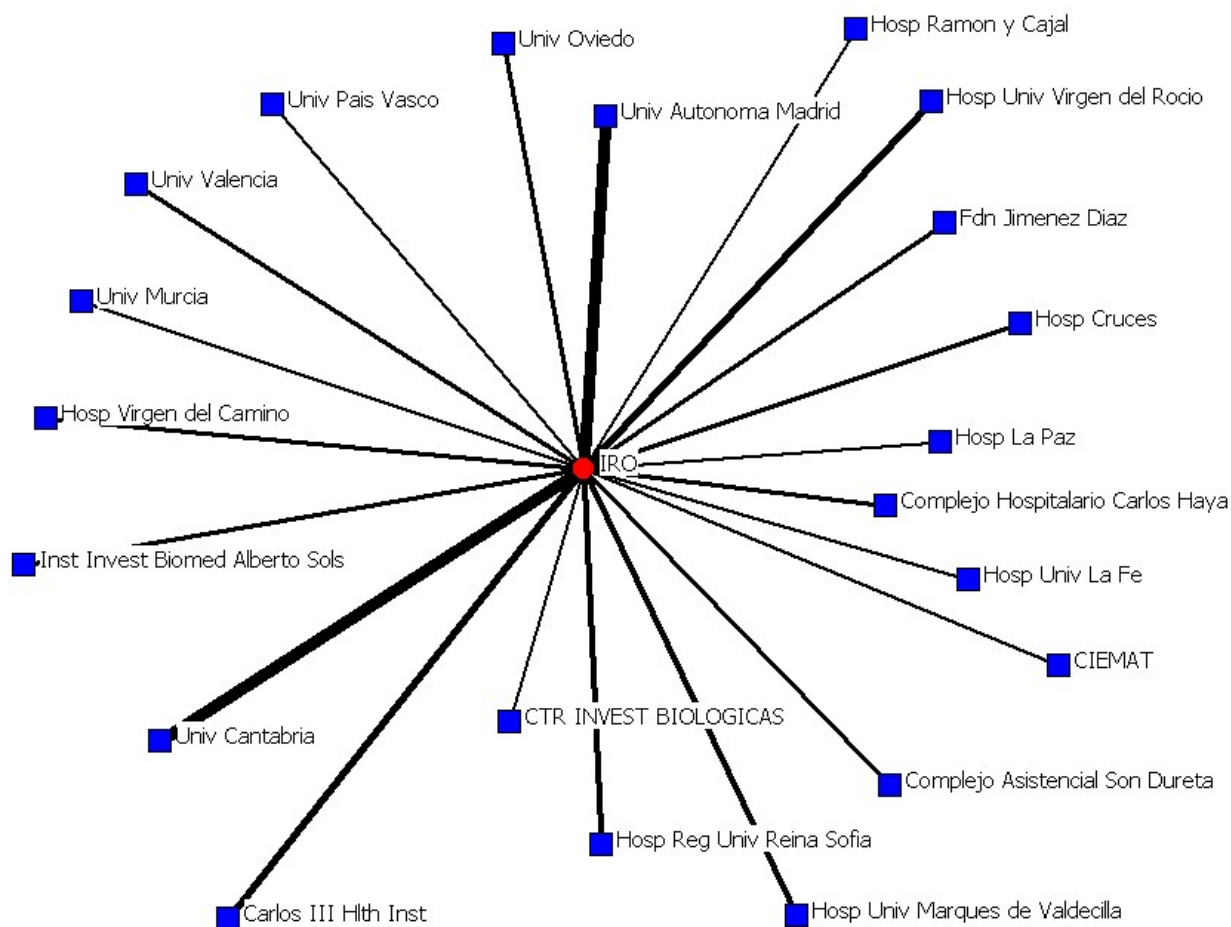 Hosp Ramon y Cajal
Univ Oviedo
Univ Pais Vasco
Hosp Univ Virgen del Rocio
Univ Autonoma Madrid
Univ Valencia
Fdn Jimenez Diaz
Univ Murcia
Hosp Cruces
Hosp Virgen del Camino
Hosp La Paz
IRO
Complejo Hospitalario Carlos Haya
Inst Invest Biomed Alberto Sols
Hosp Univ La Fe
CIEMAT
CTR INVEST BIOLOGICAS
Univ Cantabria
Complejo Asistencial Son Dureta
Hosp Reg Univ Reina Sofia
Hosp Univ Marques de Valdecilla
Carlos III Hlth Inst